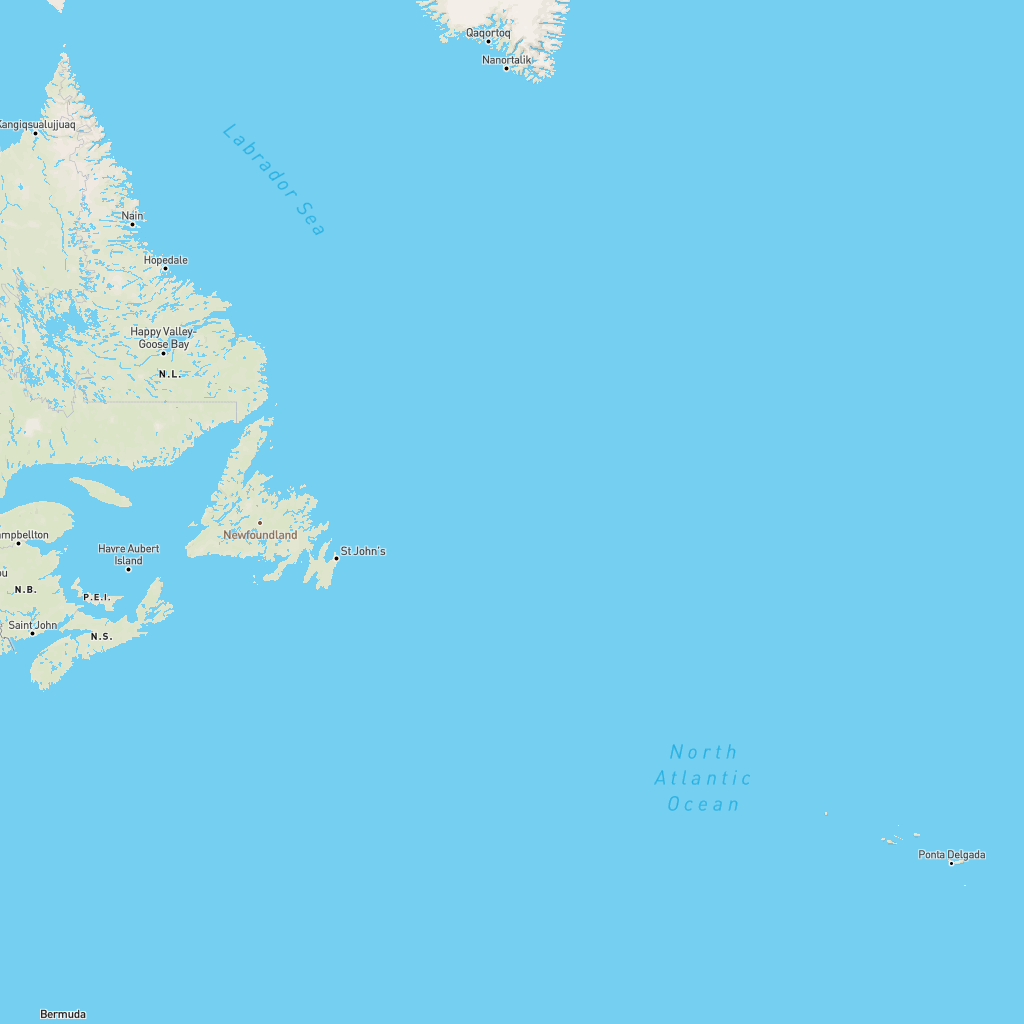 Qaqortoq
Nanortalik
Labrador Sea
Kangiqsualujjuaq
Nain
Hopedale
Happy Valley-
Goose Bay
N.L.
Newfoundland
St John's
ampbellton
Havre Aubert
Island
ou
N.B.
P.E.I.
Saint John
N.S.
North
Atlantic
Ocean
Ponta Delgada
Bermuda